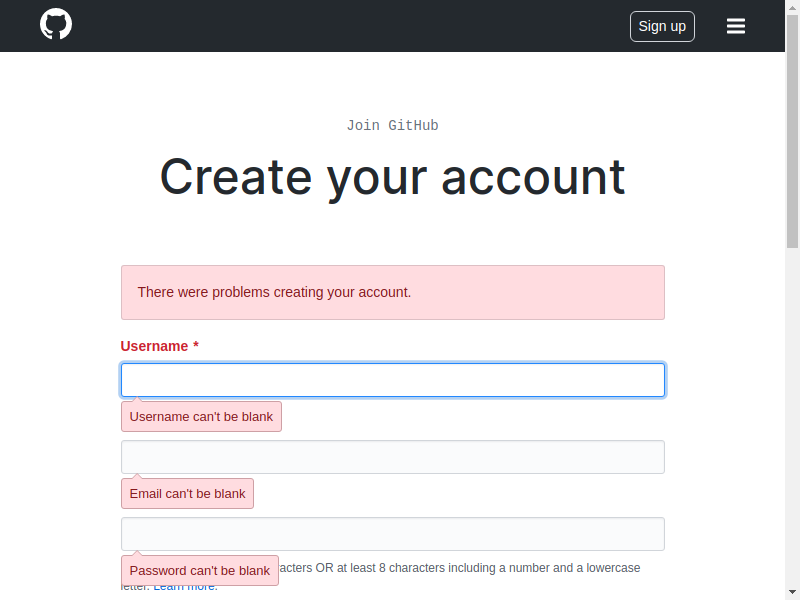 Sign up
Join GitHub
Create your account
There were problems creating your account.
Username *
Username can't be blank
Email can't be blank
Password can't be blank
OR at least 8 characters including a number and a lowercase
letter. Learn more.